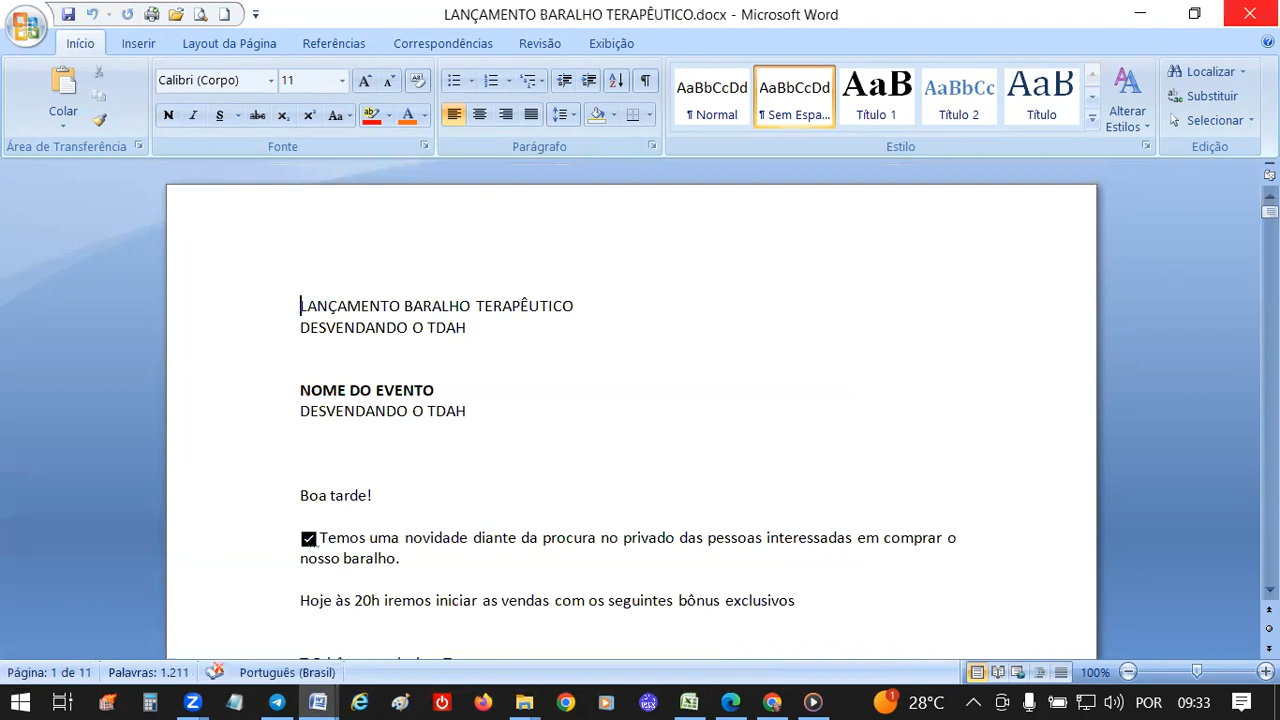 LANÇAMENTO BARALHO TERAPÊUTICO.docx - Microsoft Word
Início Inserir Layout da Página Referências Correspondências Revisão Exibição
Colar
Área de Transferência
Calibri (Corpo) 11
N I S abc x₂ x² Aa
Fonte
Parágrafo
AaBbCcDd AaBbCcDd AaB AaBbCc AaB
¶ Normal ¶ Sem Espa... Título 1 Título 2 Título
Alterar
Estilos
Estilo
Localizar
Substituir
Selecionar
Edição
LANÇAMENTO BARALHO TERAPÊUTICO
DESVENDANDO O TDAH
NOME DO EVENTO
DESVENDANDO O TDAH
Boa tarde!
Temos uma novidade diante da procura no privado das pessoas interessadas em comprar o
nosso baralho.
Hoje às 20h iremos iniciar as vendas com os seguintes bônus exclusivos
Página: 1 de 11 Palavras: 1.211 Português (Brasil) 100%
1 28°C POR 09:33